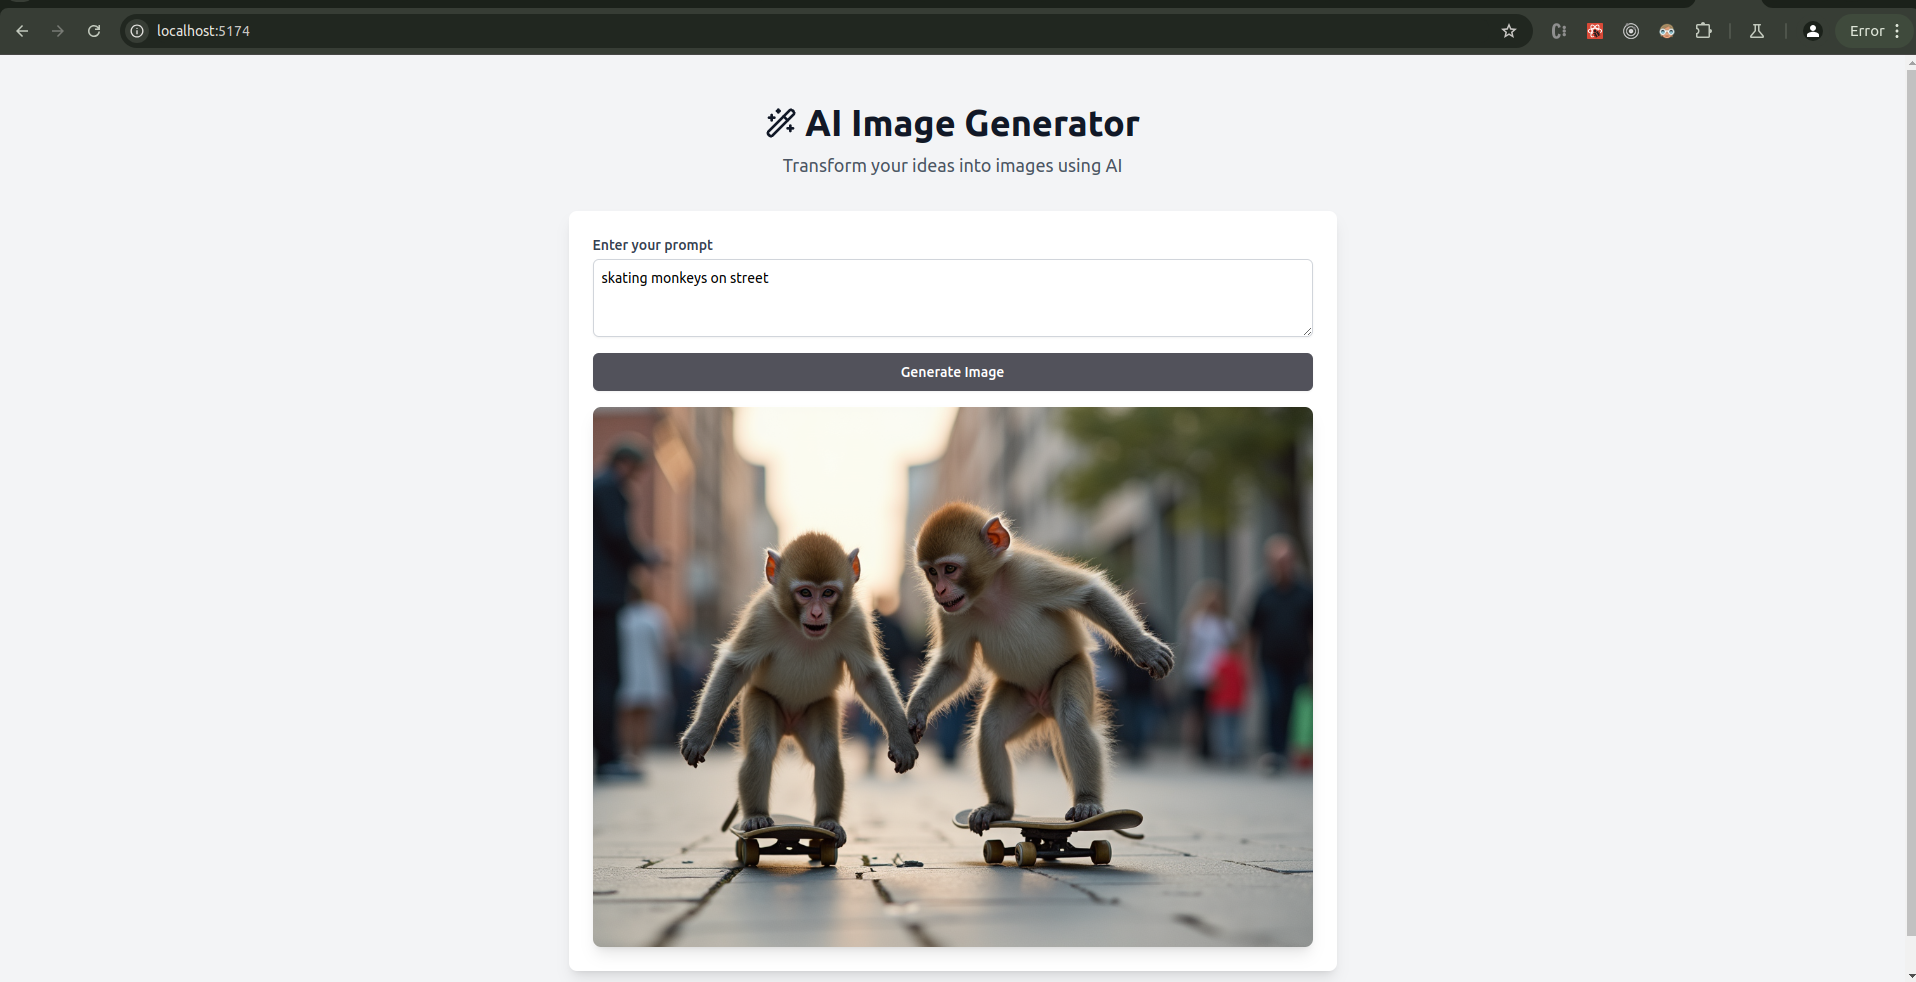 localhost:5174
Error
AI Image Generator
Transform your ideas into images using AI
Enter your prompt
skating monkeys on street
Generate Image